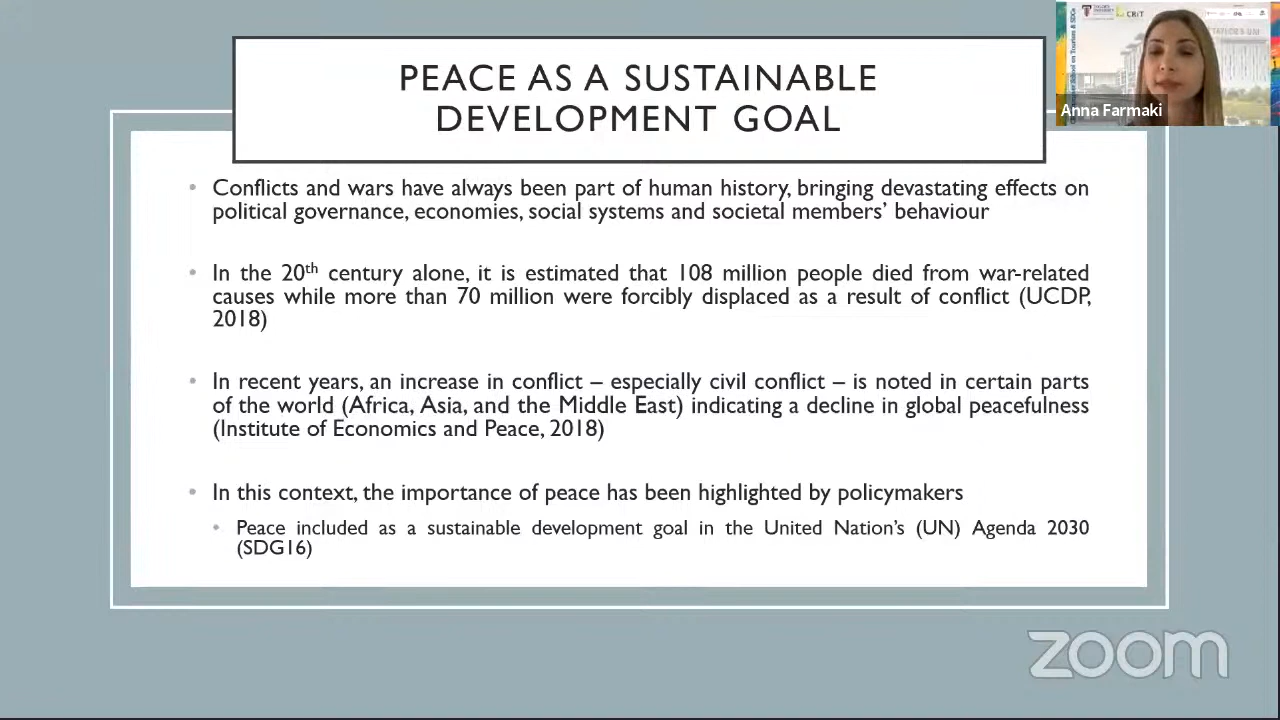 PEACE AS A SUSTAINABLE
DEVELOPMENT GOAL
Anna Farmaki
• Conflicts and wars have always been part of human history, bringing devastating effects on
political governance, economies, social systems and societal members' behaviour
• In the 20th century alone, it is estimated that 108 million people died from war-related
causes while more than 70 million were forcibly displaced as a result of conflict (UCDP,
2018)
• In recent years, an increase in conflict – especially civil conflict – is noted in certain parts
of the world (Africa, Asia, and the Middle East) indicating a decline in global peacefulness
(Institute of Economics and Peace, 2018)
• In this context, the importance of peace has been highlighted by policymakers
• Peace included as a sustainable development goal in the United Nation's (UN) Agenda 2030
(SDG16)
zoom